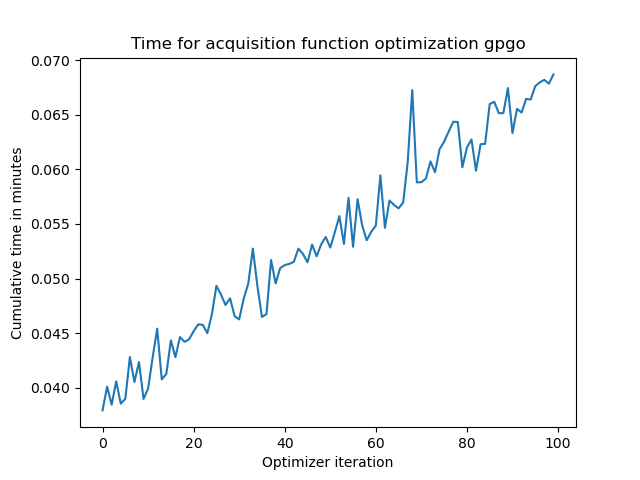 Time for acquisition function optimization gpgo
0.070
0.065
0.060
0.055
0.050
0.045
0.040
Cumulative time in minutes
0 20 40 60 80 100
Optimizer iteration